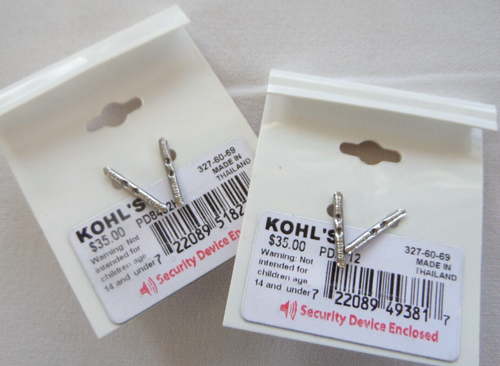 KOHL'S
327-60-69
MADE IN
THAILAND
$35.00
Warning: Not
intended for
children age
14 and under
7 22089 5182
Security Device Enclosed
KOHL'S
327-60-69
MADE IN
THAILAND
$35.00
Warning: Not
intended for
children age
14 and under
7 22089 49381 7
Security Device Enclosed